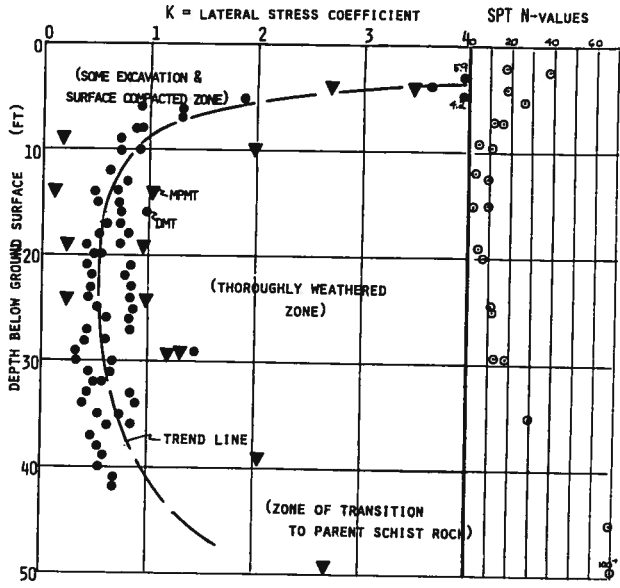 K = LATERAL STRESS COEFFICIENT
SPT N-VALUES
0 1 2 3 4 0 20 40 60
DEPTH BELOW GROUND SURFACE (FT)
0
10
20
30
40
50
(SOME EXCAVATION &
SURFACE COMPACTED ZONE)
5.9
4.2
MPMT
DMT
(THOROUGHLY WEATHERED
ZONE)
TREND LINE
(ZONE OF TRANSITION
TO PARENT SCHIST ROCK)
100+